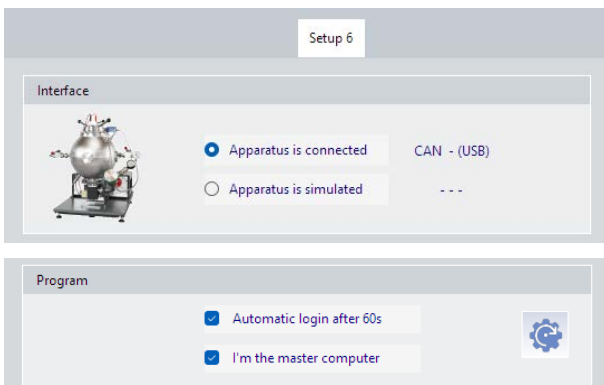 Setup 6
Interface
Apparatus is connected CAN - (USB)
Apparatus is simulated - - -
Program
Automatic login after 60s
I'm the master computer